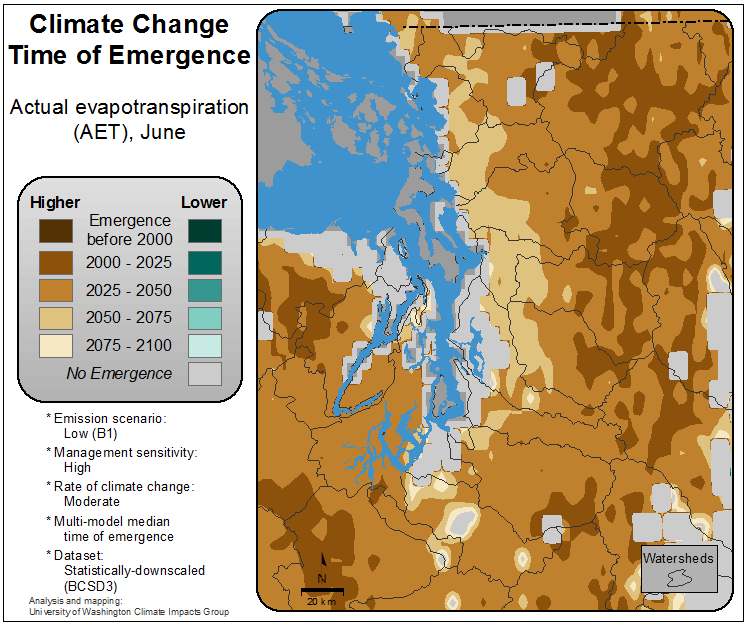 Climate Change
Time of Emergence
Actual evapotranspiration
(AET), June
Higher Lower
Emergence
before 2000
2000 - 2025
2025 - 2050
2050 - 2075
2075 - 2100
No Emergence
* Emission scenario:
Low (B1)
* Management sensitivity:
High
* Rate of climate change:
Moderate
* Multi-model median
time of emergence
* Dataset:
Statistically-downscaled
(BCSD3)
Analysis and mapping:
University of Washington Climate Impacts Group
N
20 km
Watersheds